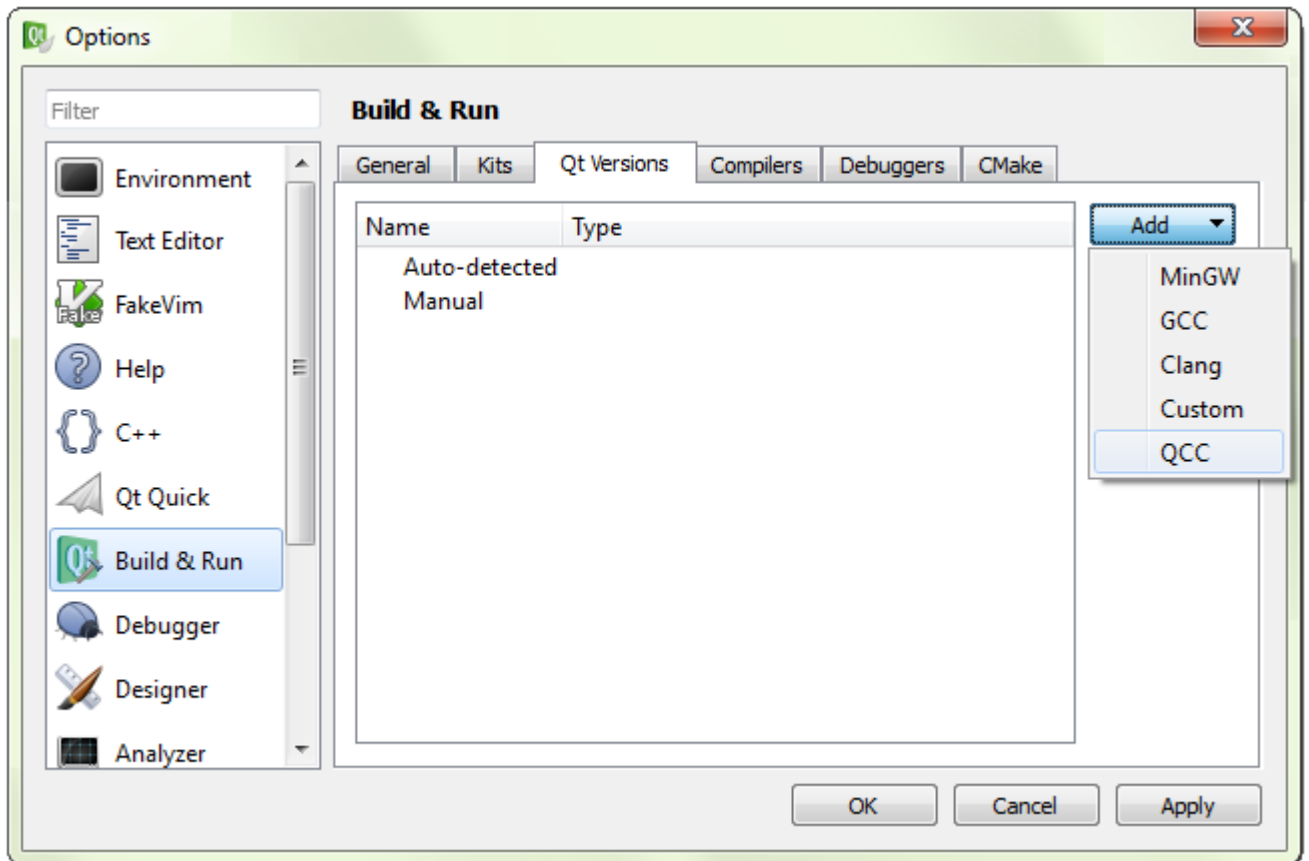 Options
Filter
Build & Run
Environment
Text Editor
FakeVim
Help
C++
Qt Quick
Build & Run
Debugger
Designer
Analyzer
General Kits Qt Versions Compilers Debuggers CMake
Name Type
Auto-detected
Manual
Add
MinGW
GCC
Clang
Custom
QCC
OK Cancel Apply